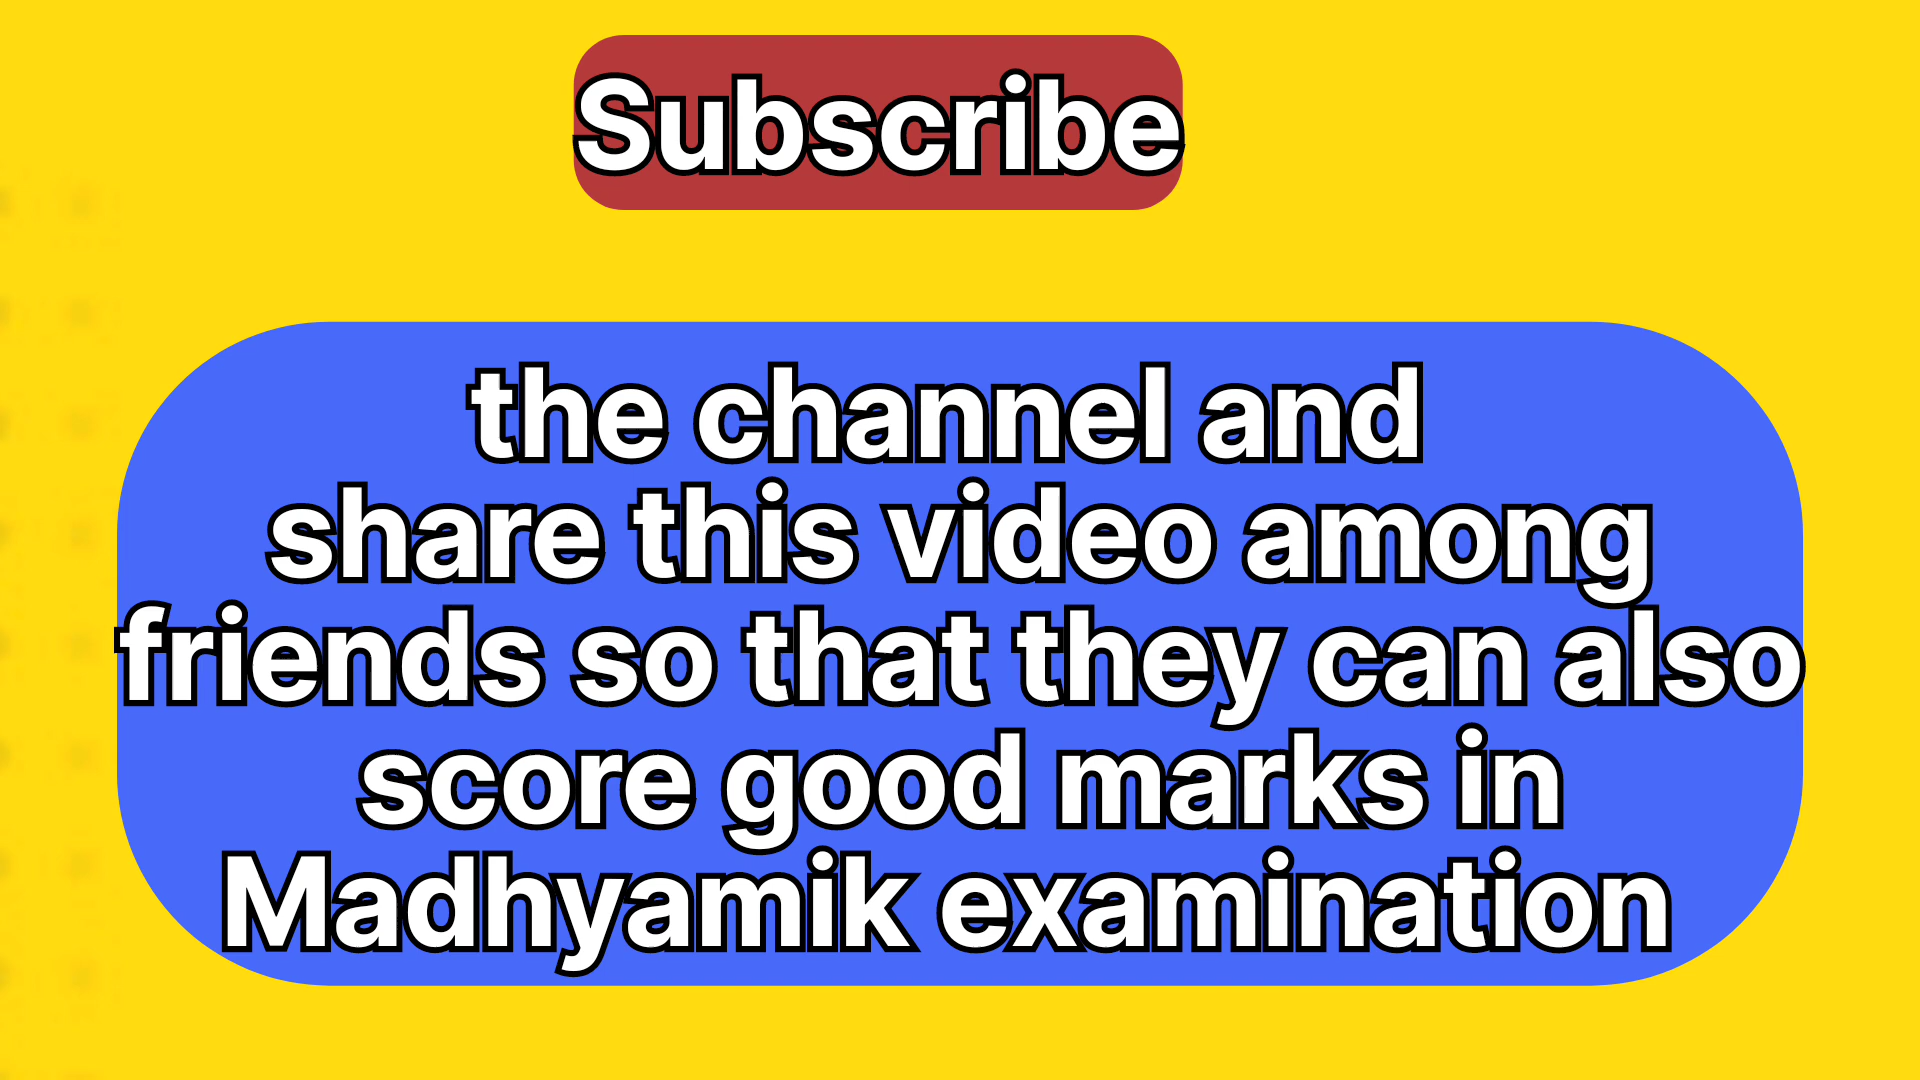 Subscribe
the channel and
share this video among
friends so that they can also
score good marks in
Madhyamik examination